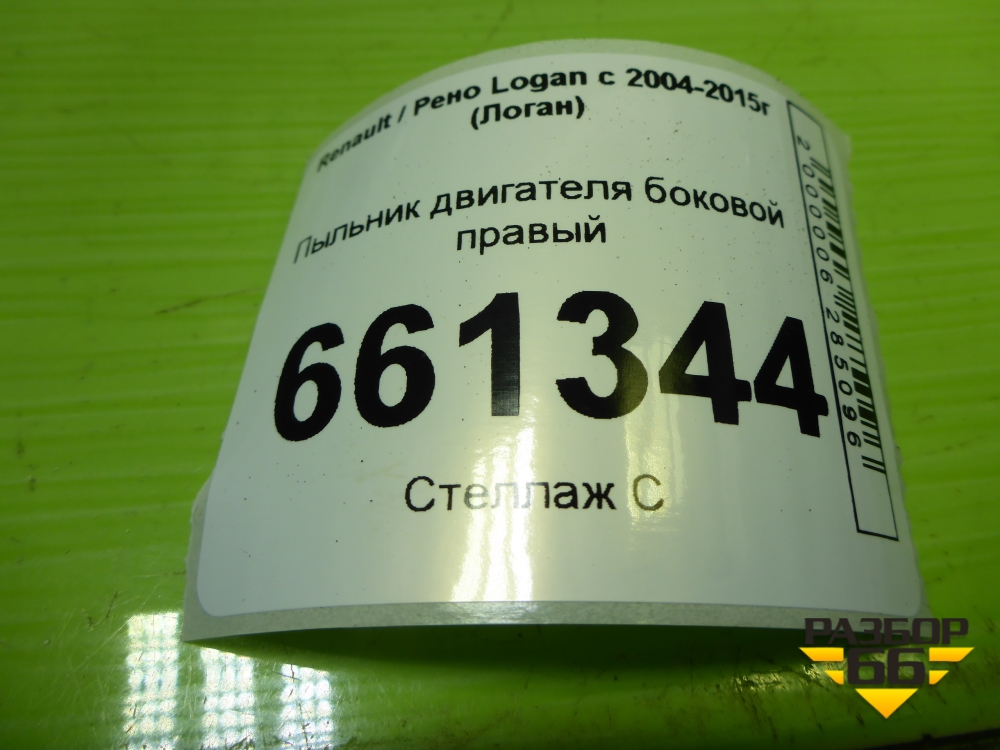 Renault / Рено Logan с 2004-2015г
(Логан)
Пыльник двигателя боковой
правый
661344
Стеллаж С
2000006285096
РАЗБОР
66